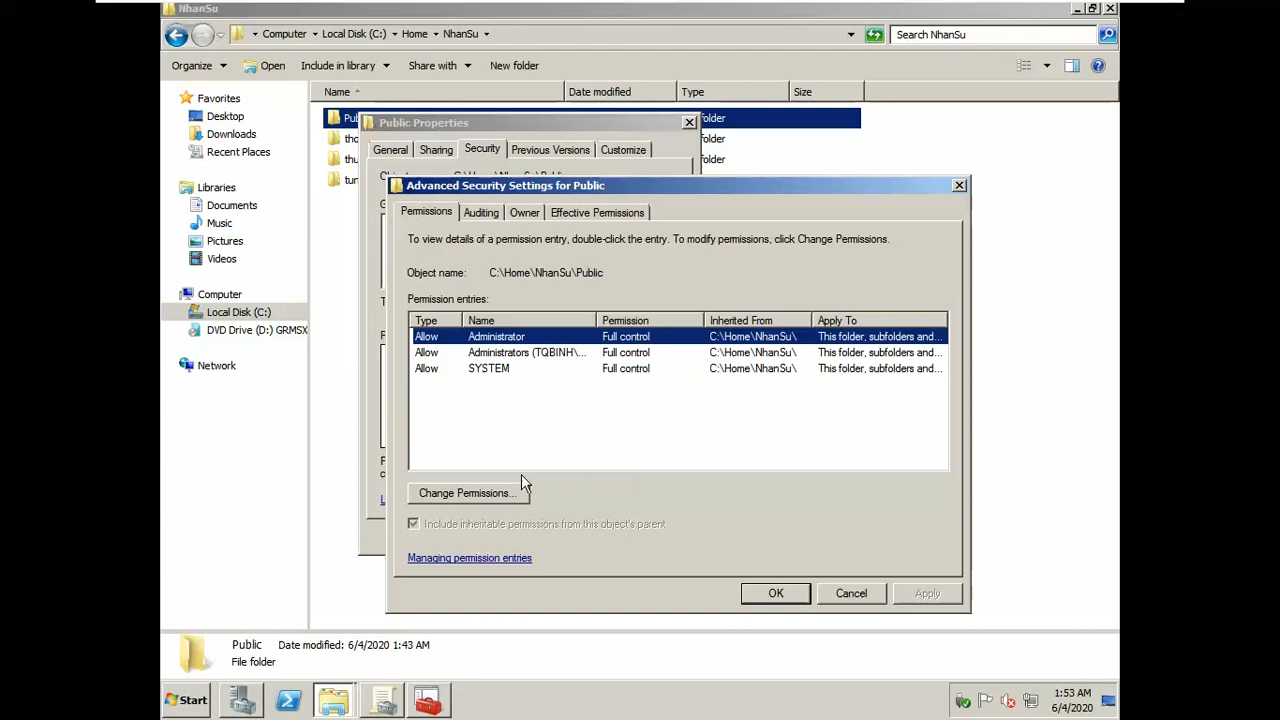 NhanSu
Computer Local Disk (C:) Home NhanSu
Search NhanSu
Organize Open Include in library Share with New folder
Name Date modified Type Size
Favorites
Desktop
Downloads
Recent Places
Libraries
Documents
Music
Pictures
Videos
Computer
Local Disk (C:)
DVD Drive (D:) GRMSX
Network
folder
folder
folder
folder
Public Properties
General Sharing Security Previous Versions Customize
Advanced Security Settings for Public
Permissions Auditing Owner Effective Permissions
To view details of a permission entry, double-click the entry. To modify permissions, click Change Permissions.
Object name: C:\Home\NhanSu\Public
Permission entries:
Type Name Permission Inherited From Apply To
Allow Administrator Full control C:\Home\NhanSu\ This folder, subfolders and...
Allow Administrators (TQBINH\... Full control C:\Home\NhanSu\ This folder, subfolders and...
Allow SYSTEM Full control C:\Home\NhanSu\ This folder, subfolders and...
Change Permissions...
Include inheritable permissions from this object's parent
Managing permission entries
OK Cancel Apply
Public Date modified: 6/4/2020 1:43 AM
File folder
Start
1:53 AM
6/4/2020